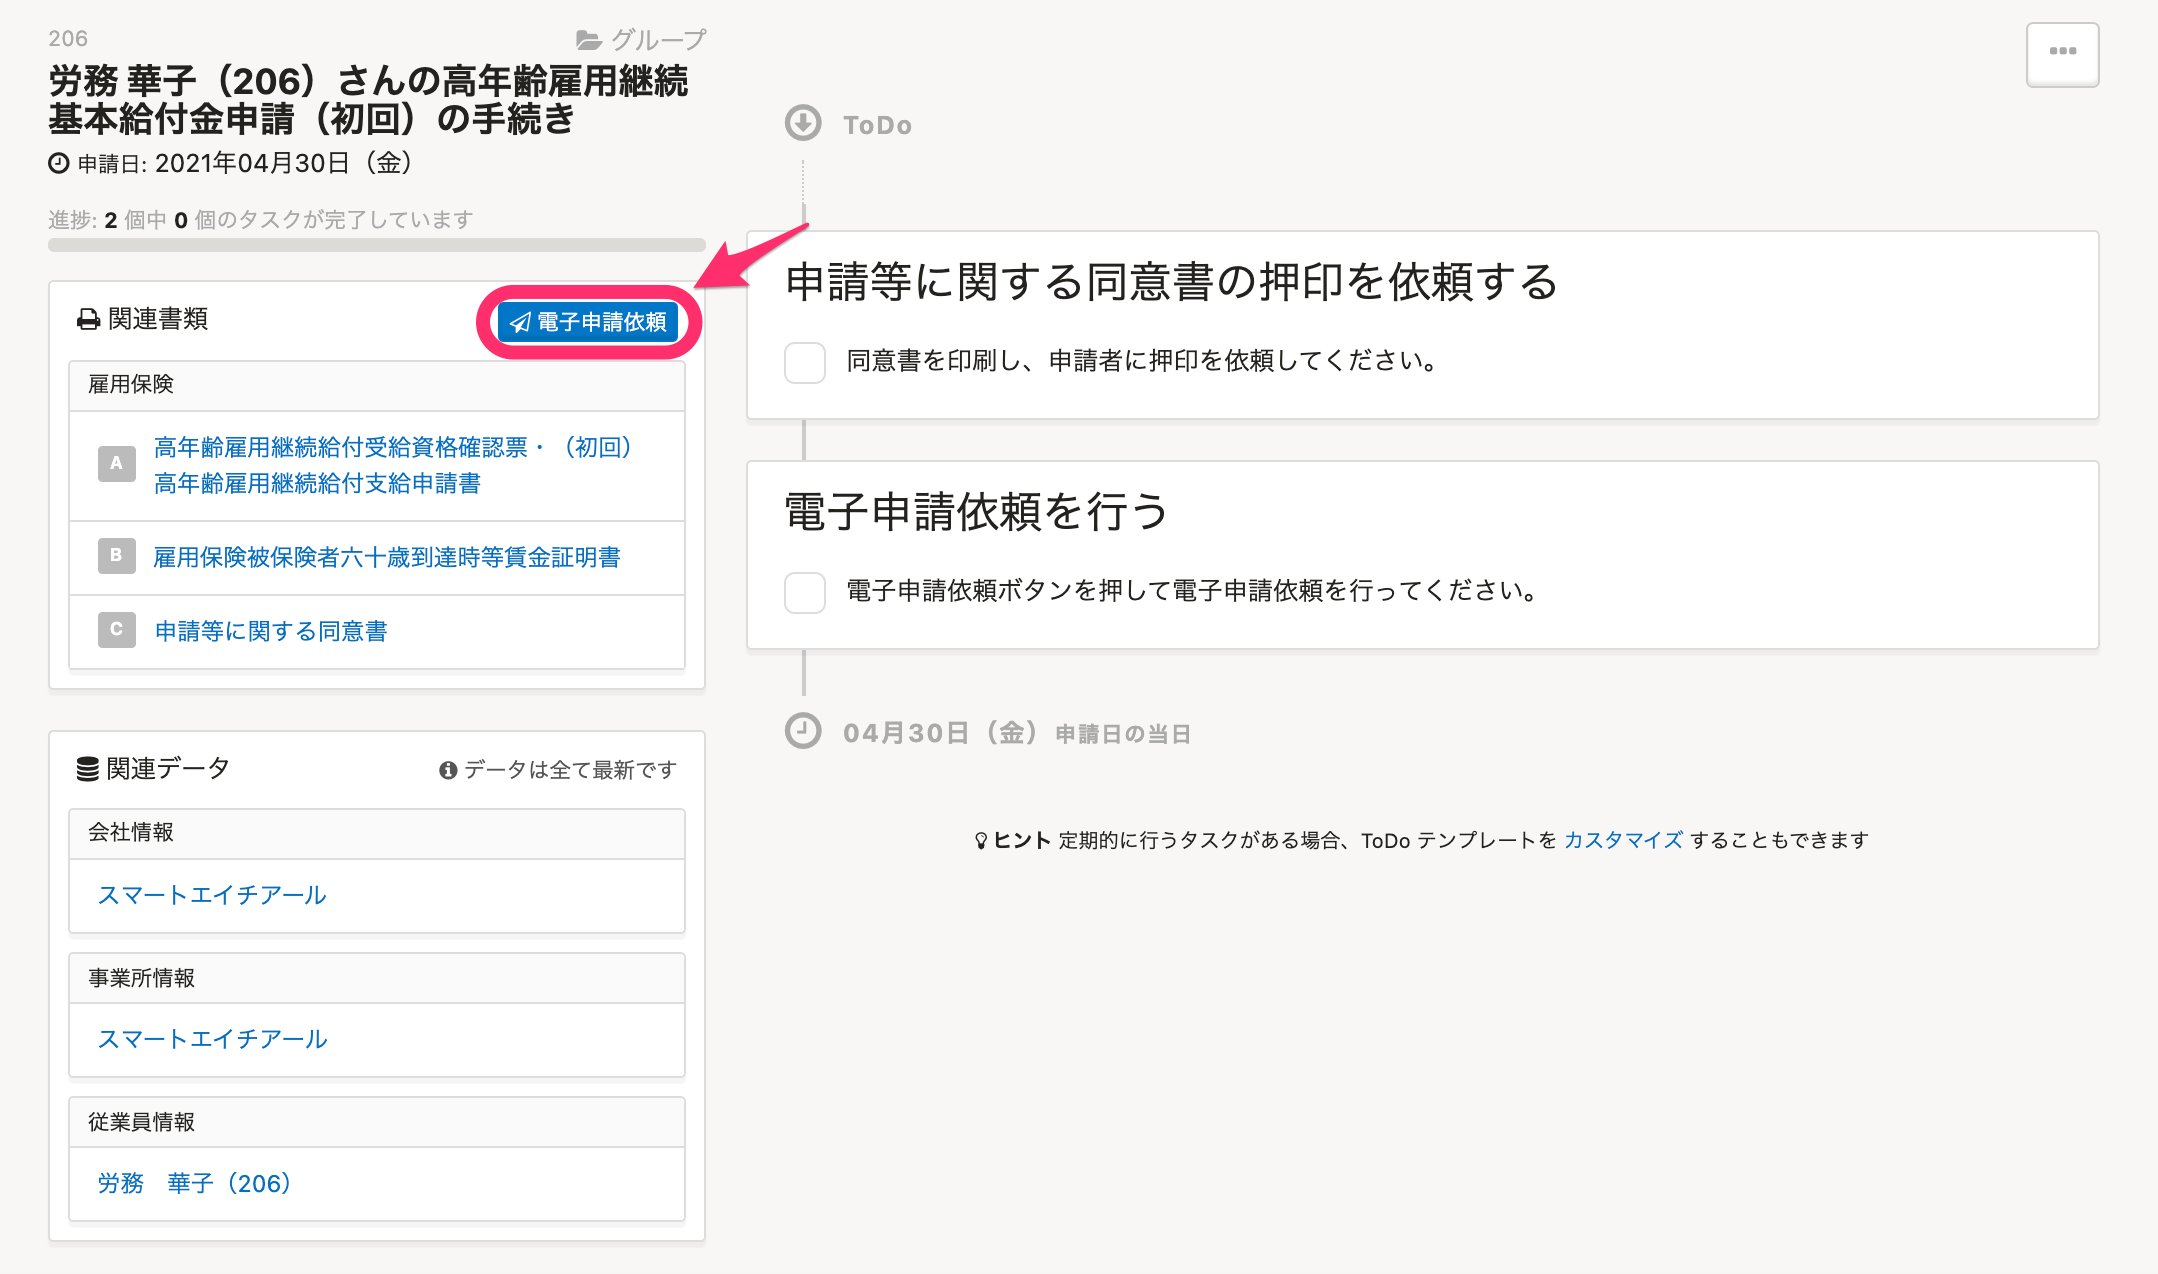 206
グループ
労務 華子（206）さんの高年齢雇用継続
基本給付金申請（初回）の手続き
申請日: 2021年04月30日（金）
進捗: 2 個中 0 個のタスクが完了しています
関連書類
電子申請依頼
雇用保険
A
高年齢雇用継続給付受給資格確認票・（初回）
高年齢雇用継続給付支給申請書
B
雇用保険被保険者六十歳到達時等賃金証明書
C
申請等に関する同意書
関連データ
データは全て最新です
会社情報
スマートエイチアール
事業所情報
スマートエイチアール
従業員情報
労務　華子（206）
ToDo
申請等に関する同意書の押印を依頼する
同意書を印刷し、申請者に押印を依頼してください。
電子申請依頼を行う
電子申請依頼ボタンを押して電子申請依頼を行ってください。
04月30日（金）申請日の当日
ヒント 定期的に行うタスクがある場合、ToDo テンプレートを カスタマイズ することもできます